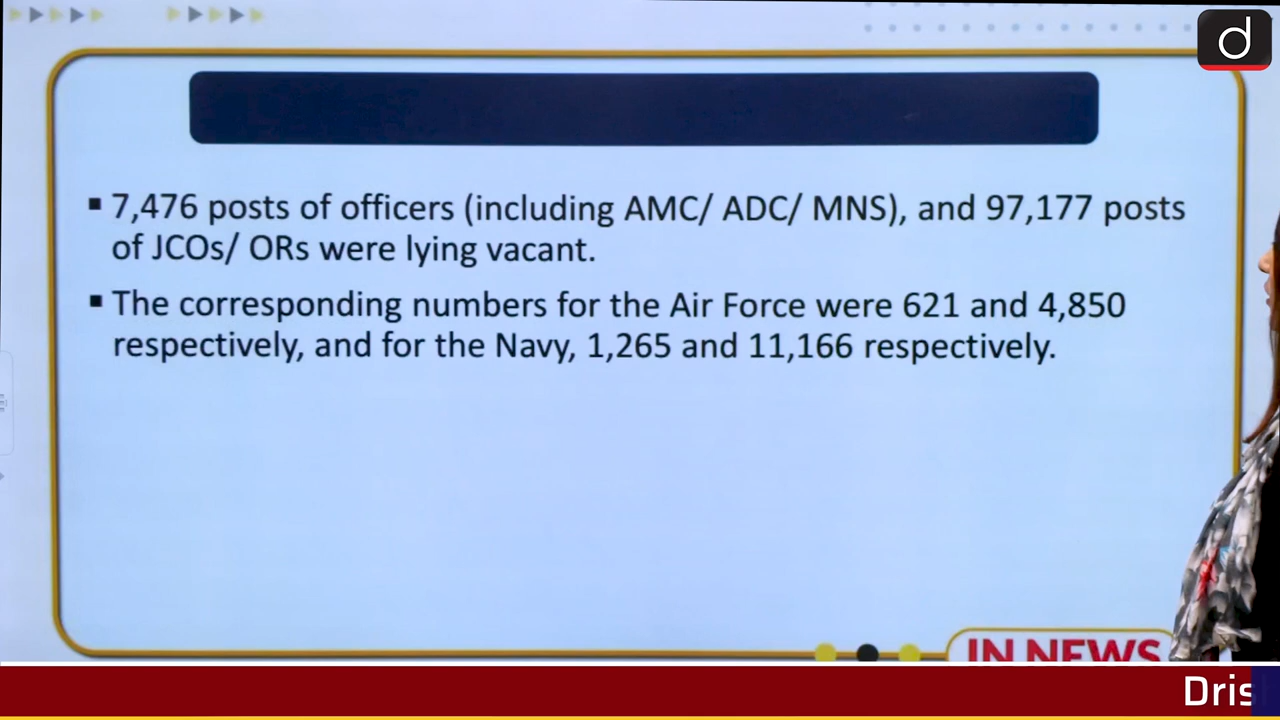 d
▪ 7,476 posts of officers (including AMC/ ADC/ MNS), and 97,177 posts
of JCOs/ ORs were lying vacant.
▪ The corresponding numbers for the Air Force were 621 and 4,850
respectively, and for the Navy, 1,265 and 11,166 respectively.
IN NEWS
Dris